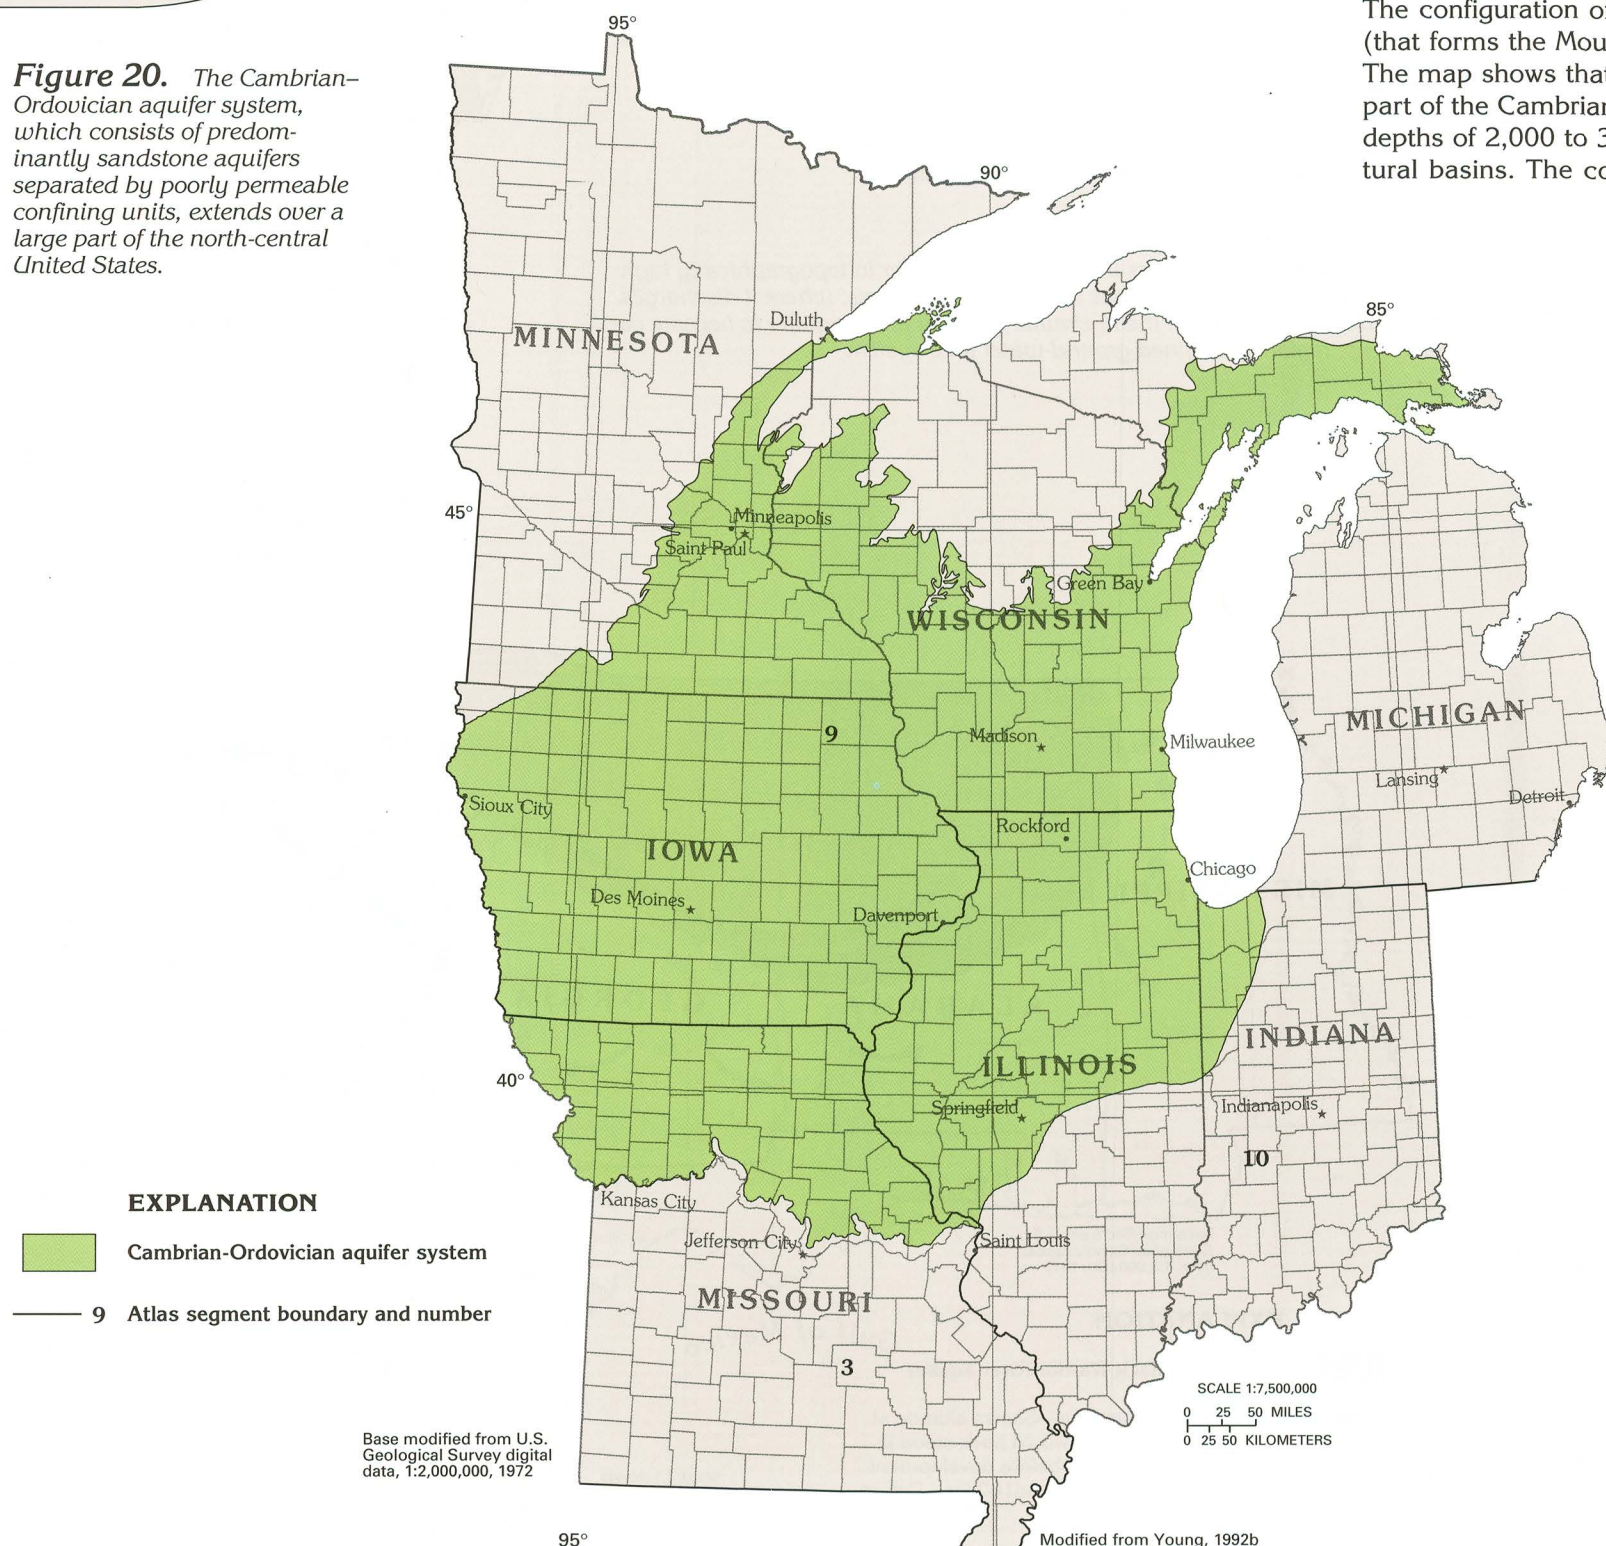 Figure 20. The Cambrian–
Ordovician aquifer system,
which consists of predom-
inantly sandstone aquifers
separated by poorly permeable
confining units, extends over a
large part of the north-central
United States.
The configuration
(that forms the
The map shows
part of the
depths of 2,000 to
tural basins. The
95°
90°
85°
Duluth
MINNESOTA
45°
Minneapolis
Saint Paul
Green Bay
WISCONSIN
MICHIGAN
9
Madison
Milwaukee
Lansing
Detroit
Sioux City
Rockford
IOWA
Chicago
Des Moines
Davenport
INDIANA
ILLINOIS
40°
Springfield
Indianapolis
10
Kansas City
Jefferson City
Saint Louis
MISSOURI
3
EXPLANATION
Cambrian-Ordovician aquifer system
9 Atlas segment boundary and number
SCALE 1:7,500,000
0 25 50 MILES
0 25 50 KILOMETERS
Base modified from U.S.
Geological Survey digital
data, 1:2,000,000, 1972
95°
Modified from Young, 1992b